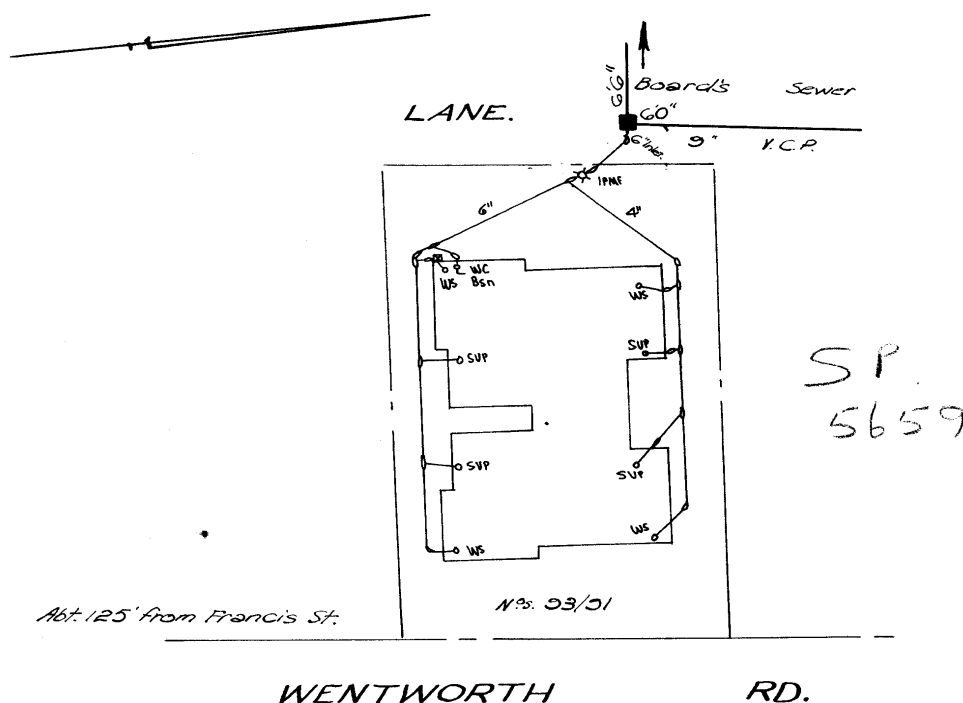 6'6"
Board's Sewer
LANE.
6'0"
6" Inlet.
9" V.C.P.
IPMF
6"
4"
WC
WS Bsn
WS
SVP
SVP
S P.
5659
SVP
SVP
WS
WS
Abt. 125' from Francis St.
Nos. 93/91
WENTWORTH RD.